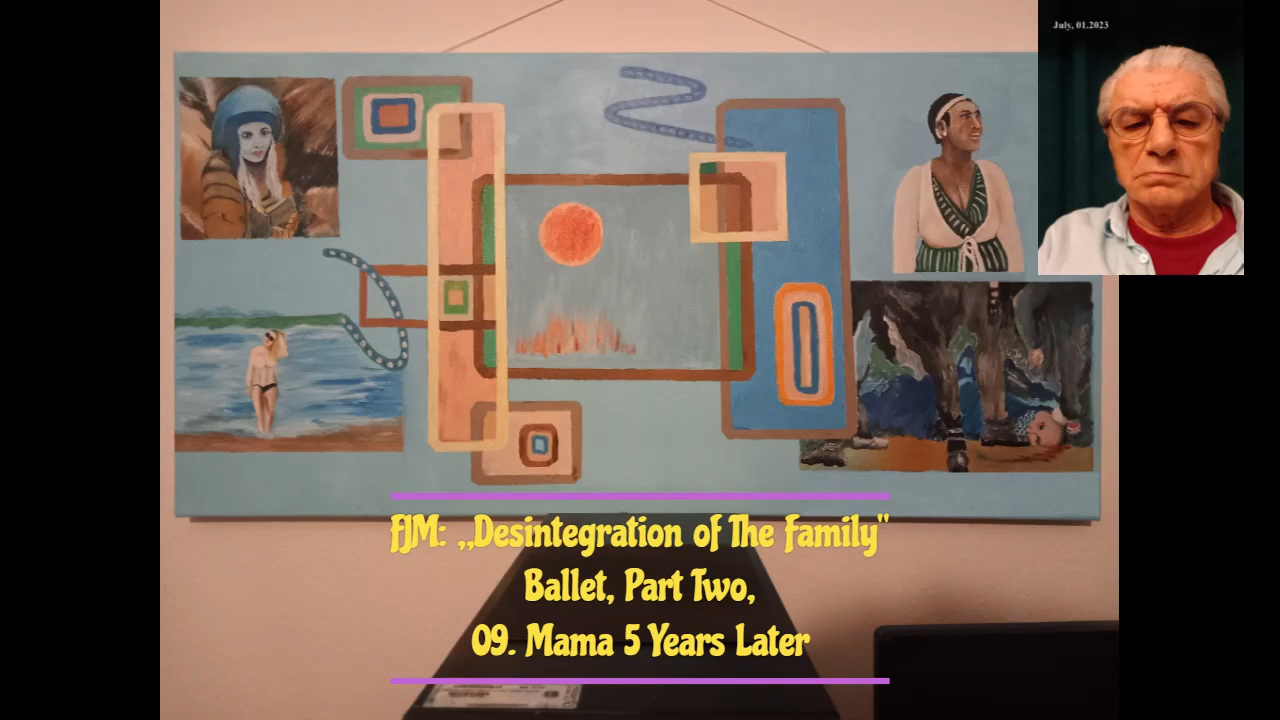 July, 01.2023
FJM: ,,Desintegration of The Family"
Ballet, Part Two,
09. Mama 5 Years Later